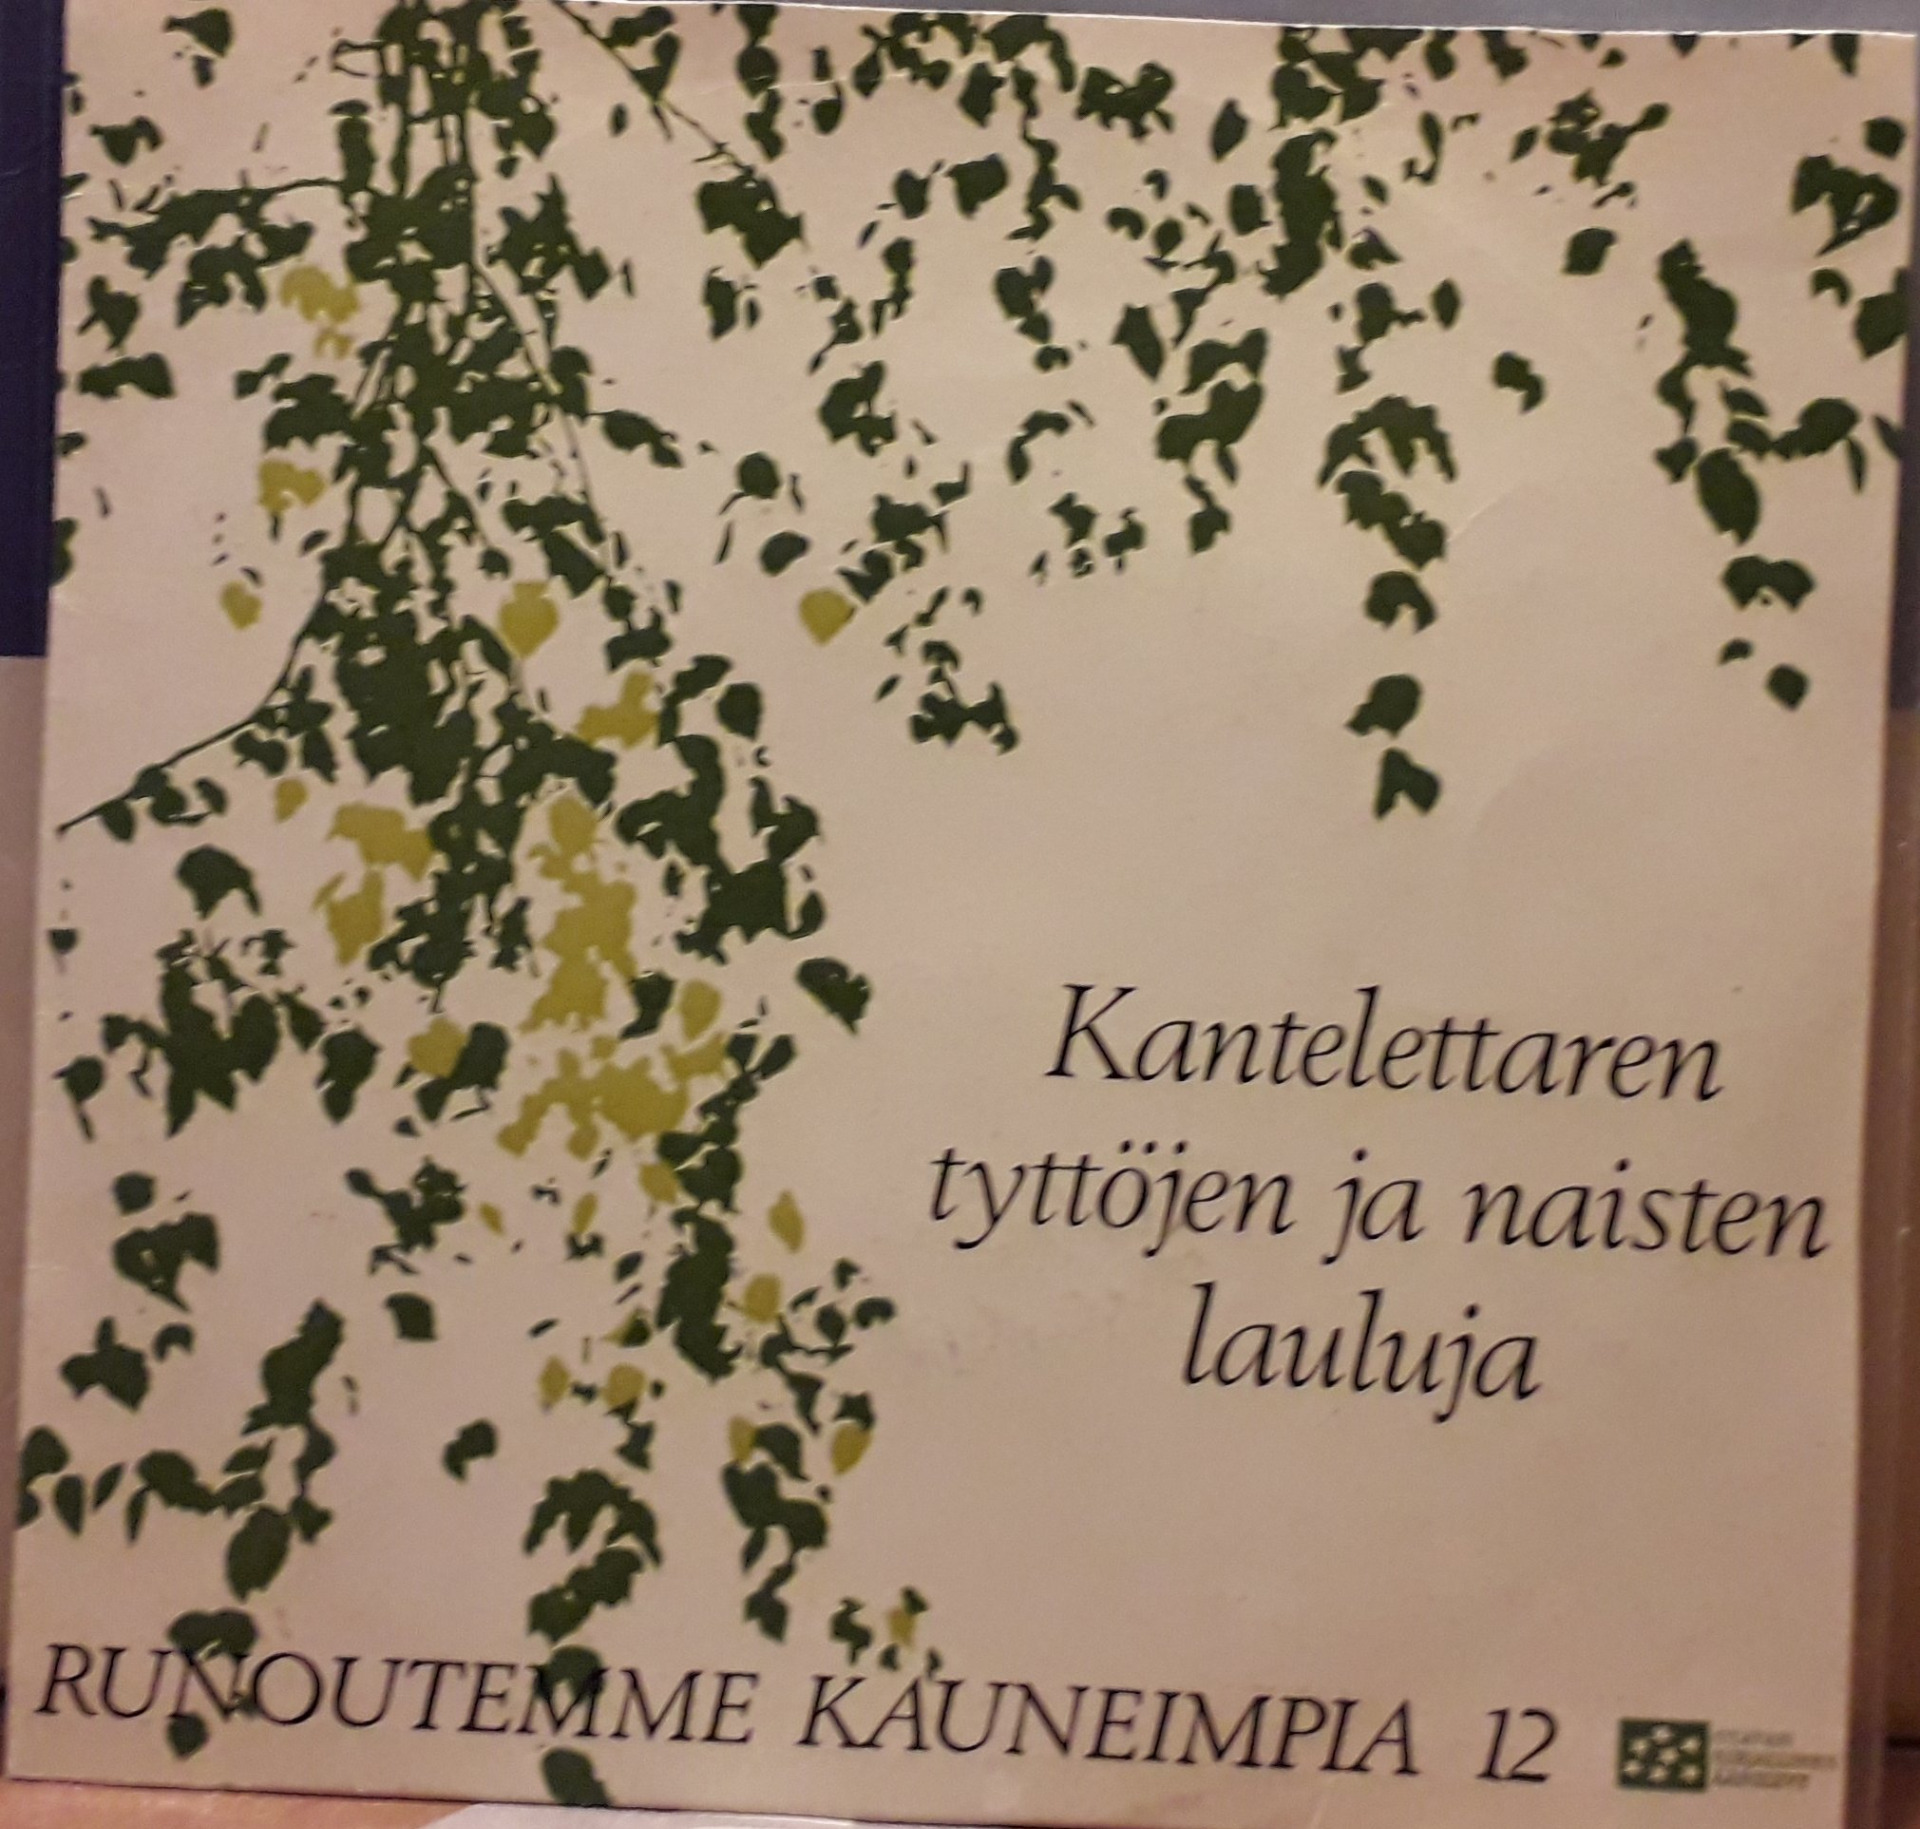 Kantelettaren
tyttöjen ja naisten
lauluja
RUNOUTEMME KAUNEIMPIA 12